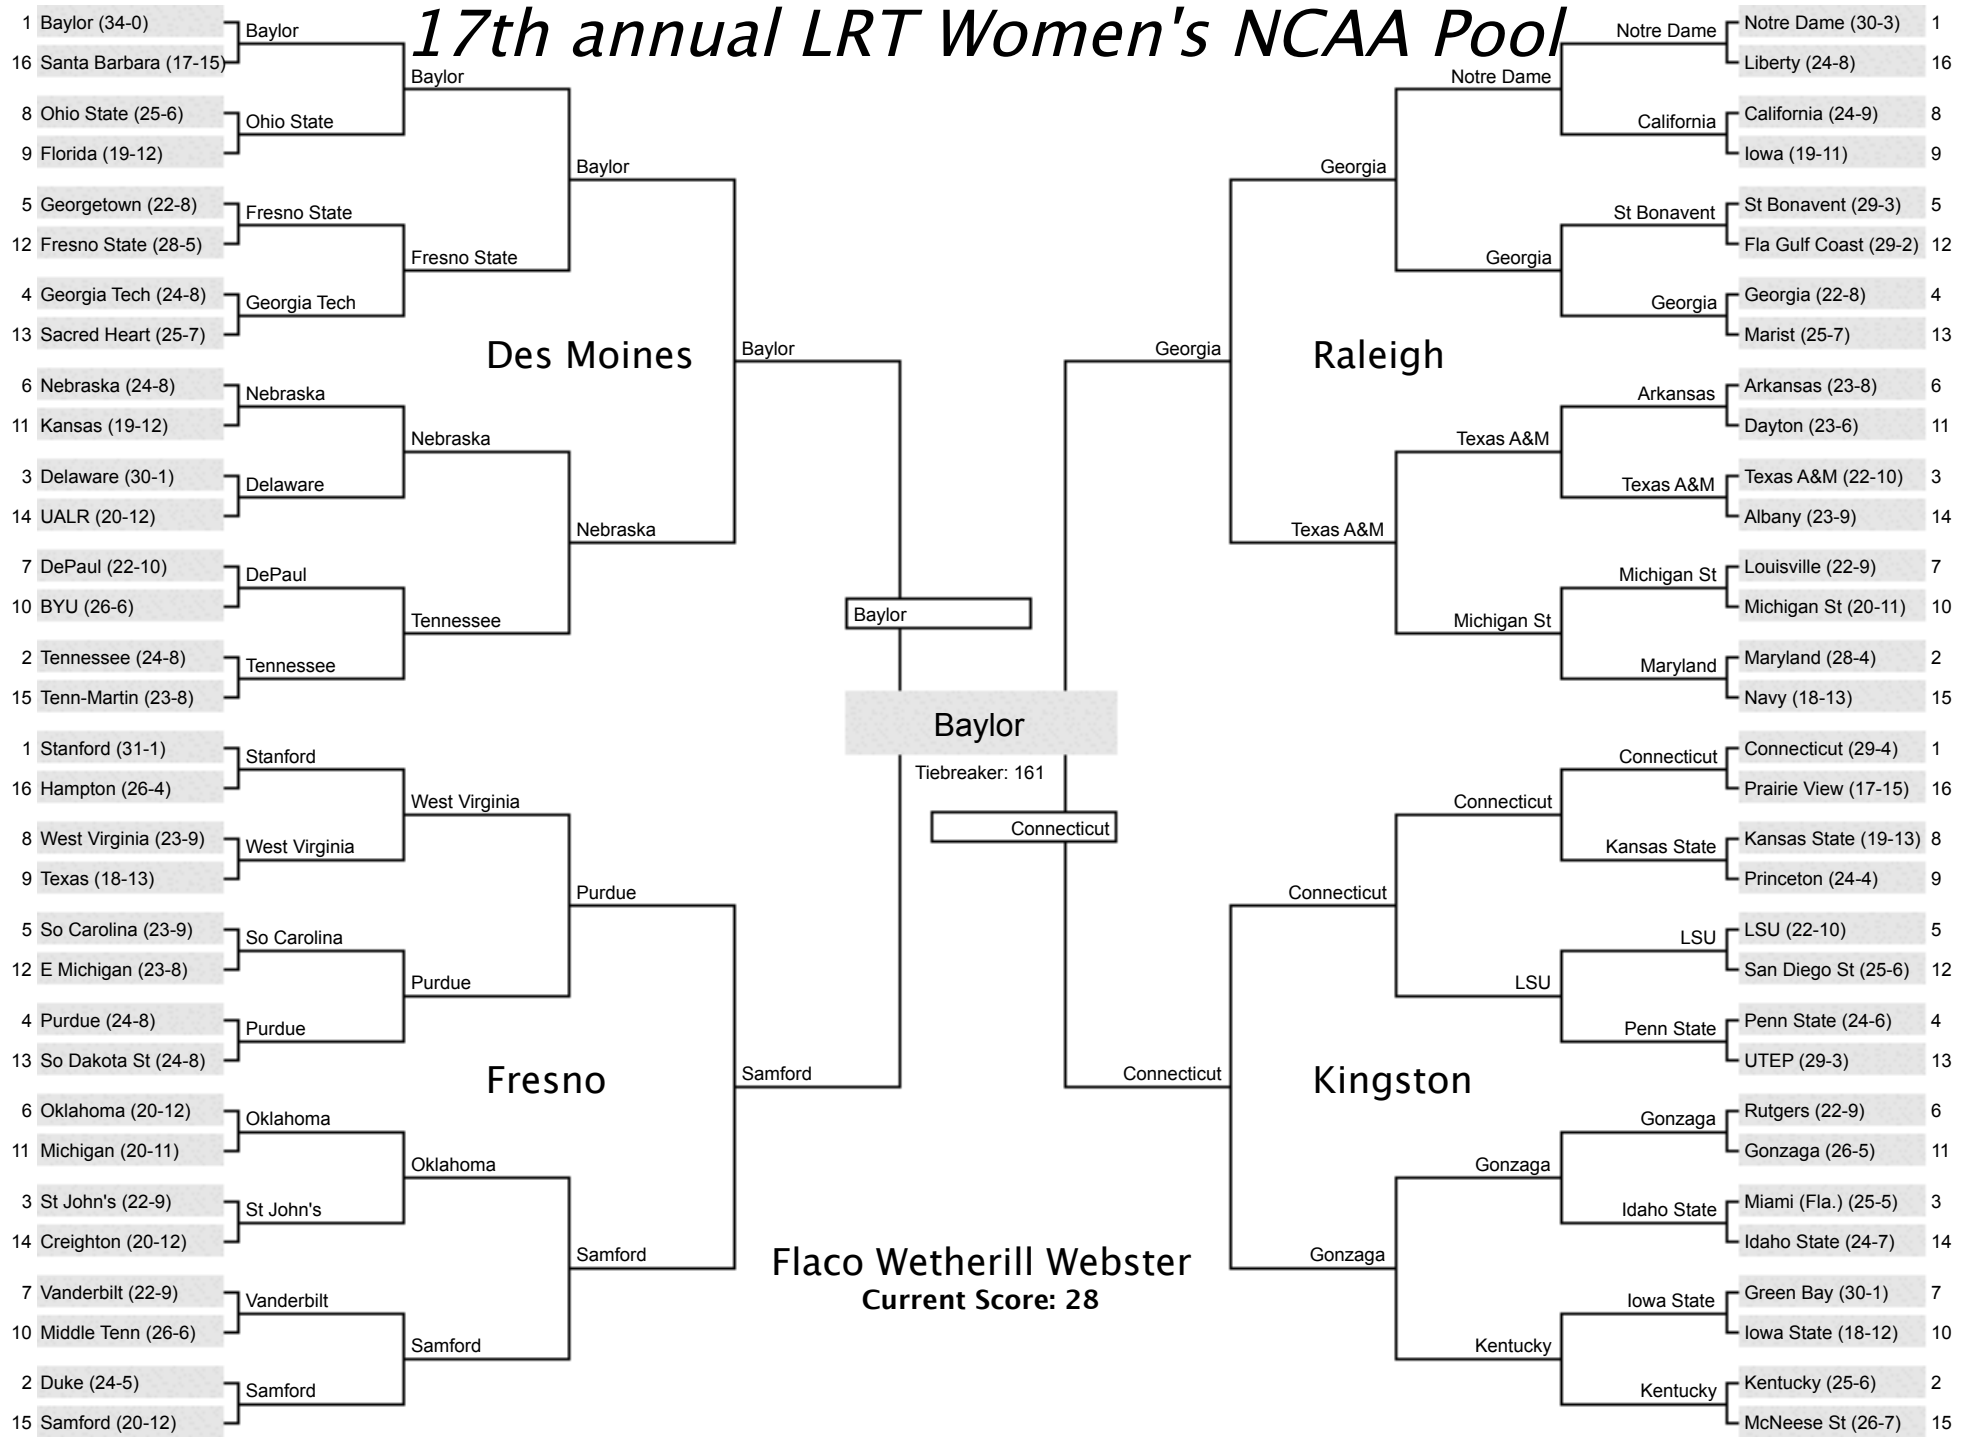 17th annual LRT Women's NCAA Pool
1 Baylor (34-0)
16 Santa Barbara (17-15)
8 Ohio State (25-6)
9 Florida (19-12)
5 Georgetown (22-8)
12 Fresno State (28-5)
4 Georgia Tech (24-8)
13 Sacred Heart (25-7)
6 Nebraska (24-8)
11 Kansas (19-12)
3 Delaware (30-1)
14 UALR (20-12)
7 DePaul (22-10)
10 BYU (26-6)
2 Tennessee (24-8)
15 Tenn-Martin (23-8)
1 Stanford (31-1)
16 Hampton (26-4)
8 West Virginia (23-9)
9 Texas (18-13)
5 So Carolina (23-9)
12 E Michigan (23-8)
4 Purdue (24-8)
13 So Dakota St (24-8)
6 Oklahoma (20-12)
11 Michigan (20-11)
3 St John's (22-9)
14 Creighton (20-12)
7 Vanderbilt (22-9)
10 Middle Tenn (26-6)
2 Duke (24-5)
15 Samford (20-12)
Baylor
Ohio State
Fresno State
Georgia Tech
Nebraska
Delaware
DePaul
Tennessee
Stanford
West Virginia
So Carolina
Purdue
Oklahoma
St John's
Vanderbilt
Samford
Baylor
Fresno State
Nebraska
Tennessee
West Virginia
Purdue
Oklahoma
Samford
Baylor
Nebraska
Purdue
Samford
Des Moines
Fresno
Baylor
Samford
Baylor
Baylor
Tiebreaker: 161
Connecticut
Flaco Wetherill Webster
Current Score: 28
Georgia
Connecticut
Raleigh
Kingston
Georgia
Texas A&M
Connecticut
Gonzaga
Notre Dame
Georgia
Texas A&M
Michigan St
Connecticut
LSU
Gonzaga
Kentucky
Notre Dame
California
St Bonavent
Georgia
Arkansas
Texas A&M
Michigan St
Maryland
Connecticut
Kansas State
LSU
Penn State
Gonzaga
Idaho State
Iowa State
Kentucky
Notre Dame (30-3) 1
Liberty (24-8) 16
California (24-9) 8
Iowa (19-11) 9
St Bonavent (29-3) 5
Fla Gulf Coast (29-2) 12
Georgia (22-8) 4
Marist (25-7) 13
Arkansas (23-8) 6
Dayton (23-6) 11
Texas A&M (22-10) 3
Albany (23-9) 14
Louisville (22-9) 7
Michigan St (20-11) 10
Maryland (28-4) 2
Navy (18-13) 15
Connecticut (29-4) 1
Prairie View (17-15) 16
Kansas State (19-13) 8
Princeton (24-4) 9
LSU (22-10) 5
San Diego St (25-6) 12
Penn State (24-6) 4
UTEP (29-3) 13
Rutgers (22-9) 6
Gonzaga (26-5) 11
Miami (Fla.) (25-5) 3
Idaho State (24-7) 14
Green Bay (30-1) 7
Iowa State (18-12) 10
Kentucky (25-6) 2
McNeese St (26-7) 15